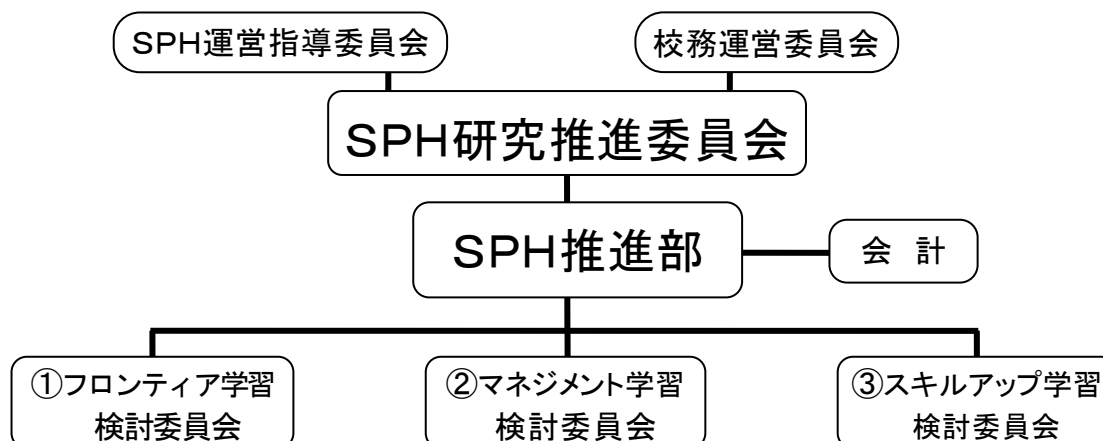 SPH運営指導委員会
校務運営委員会
SPH研究推進委員会
SPH推進部
会 計
①フロンティア学習
検討委員会
②マネジメント学習
検討委員会
③スキルアップ学習
検討委員会